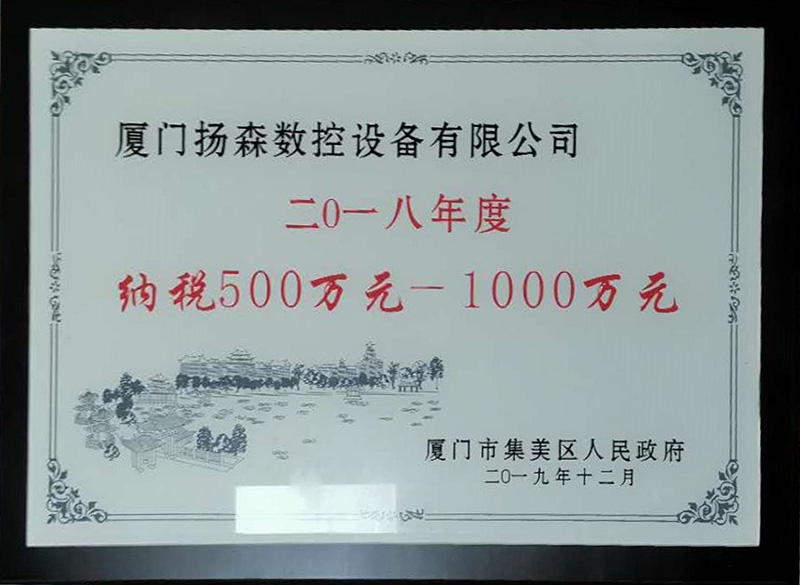 厦门扬森数控设备有限公司
二0一八年度
纳税500万元－1000万元
厦门市集美区人民政府
二0一九年十二月